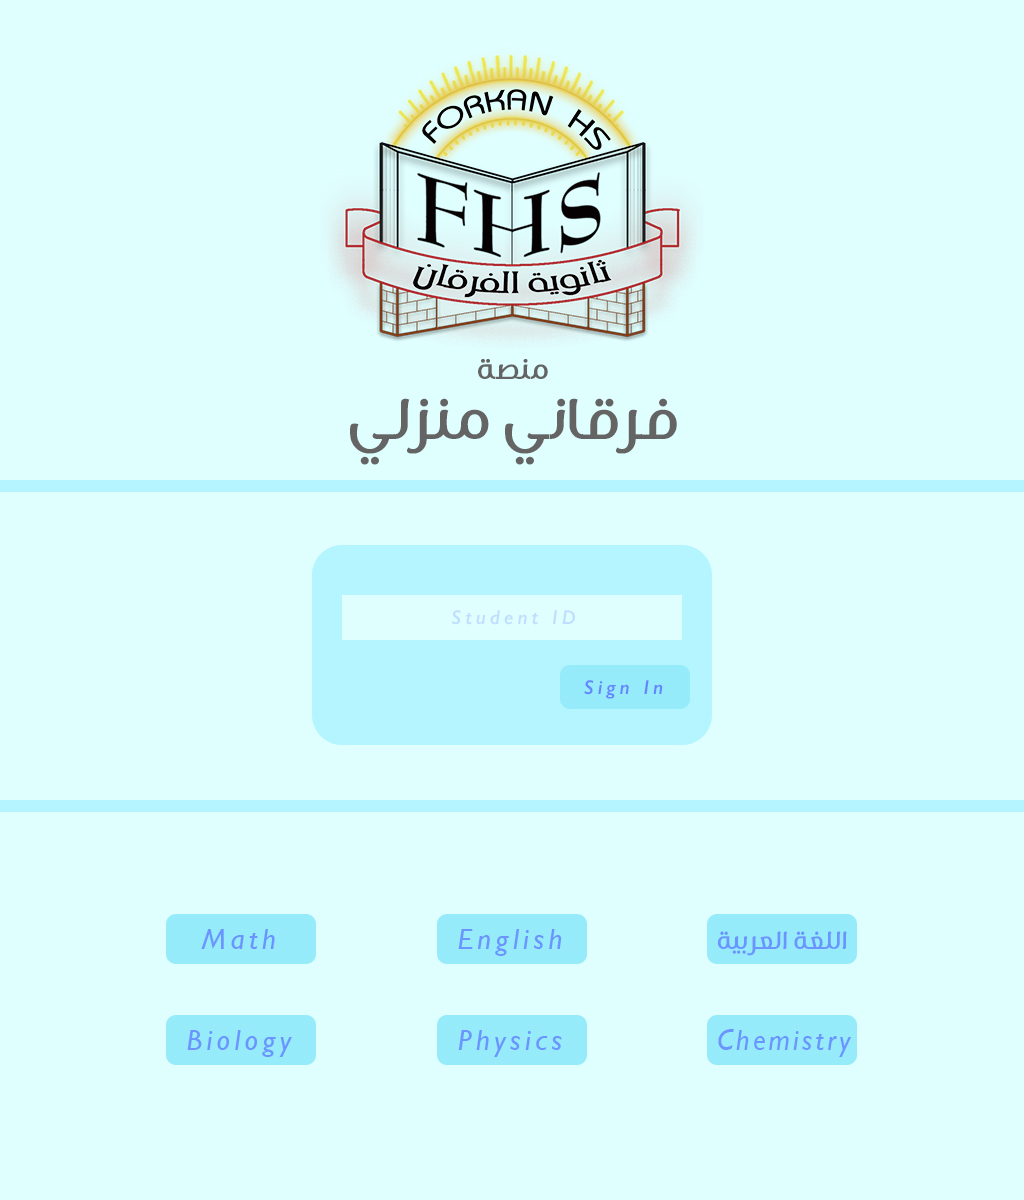 FORKAN HS
FHS
ثانوية الفرقان
منصة
فرقاني منزلي
Student ID
Sign In
Math
English
اللغة العربية
Biology
Physics
Chemistry